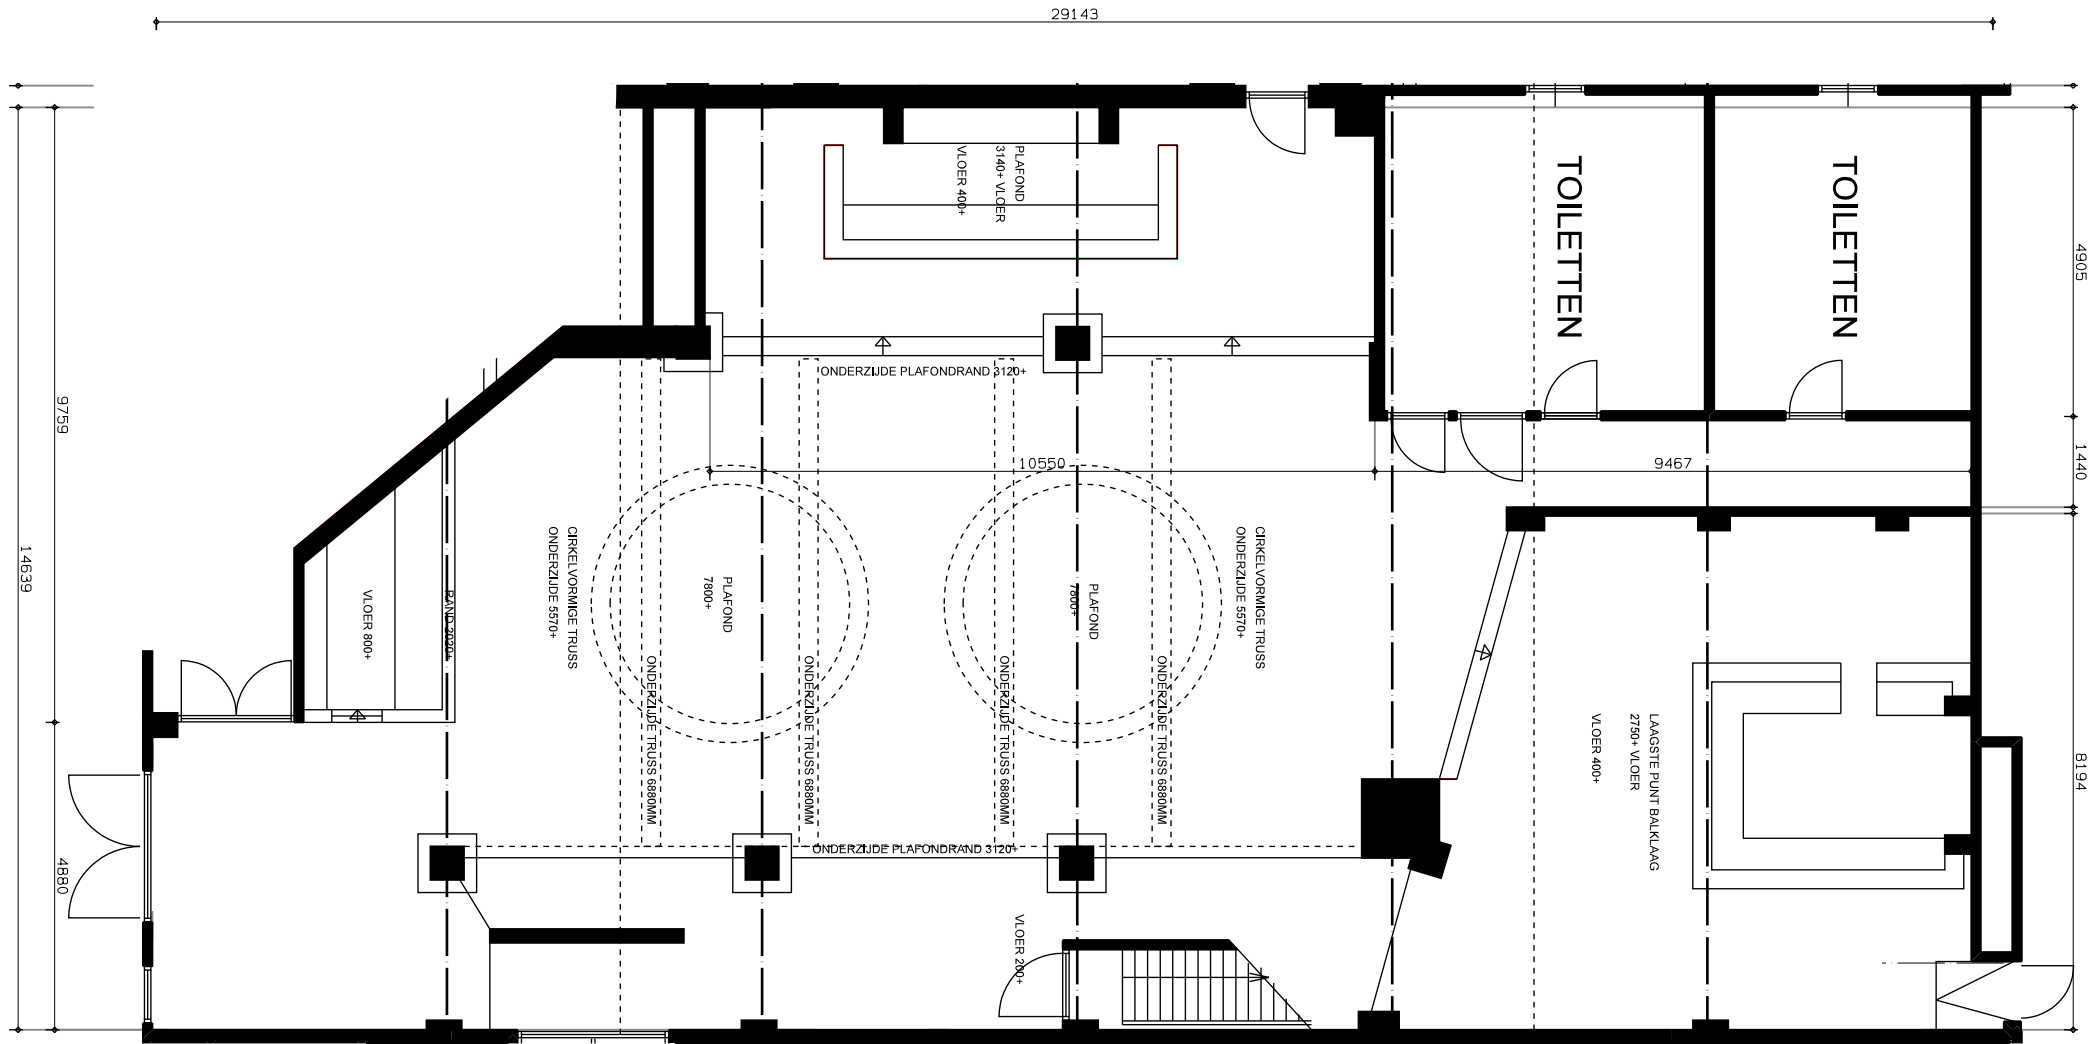 29143
PLAFOND
3140+ VLOER
VLOER 400+
TOILETTEN
TOILETTEN
4905
ONDERZIJDE PLAFONDRAND 3120+
9759
10550
9467
1440
14639
CIRKELVORMIGE TRUSS
ONDERZIJDE 5570+
PLAFOND
7800+
PLAFOND
7800+
CIRKELVORMIGE TRUSS
ONDERZIJDE 5570+
VLOER 800+
RAND 2020+
ONDERZIJDE TRUSS 6880MM
ONDERZIJDE TRUSS 6880MM
ONDERZIJDE TRUSS 6880MM
ONDERZIJDE TRUSS 6880MM
LAAGSTE PUNT BALKLAAG
2750+ VLOER
VLOER 400+
8194
ONDERZIJDE PLAFONDRAND 3120+
4880
VLOER 200+